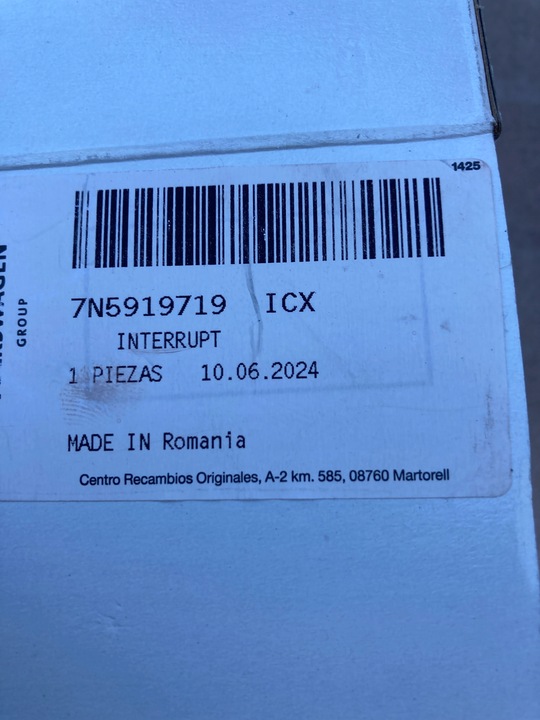 1425
GROUP
7N5919719 ICX
INTERRUPT
1 PIEZAS 10.06.2024
MADE IN Romania
Centro Recambios Originales, A-2 km. 585, 08760 Martorell